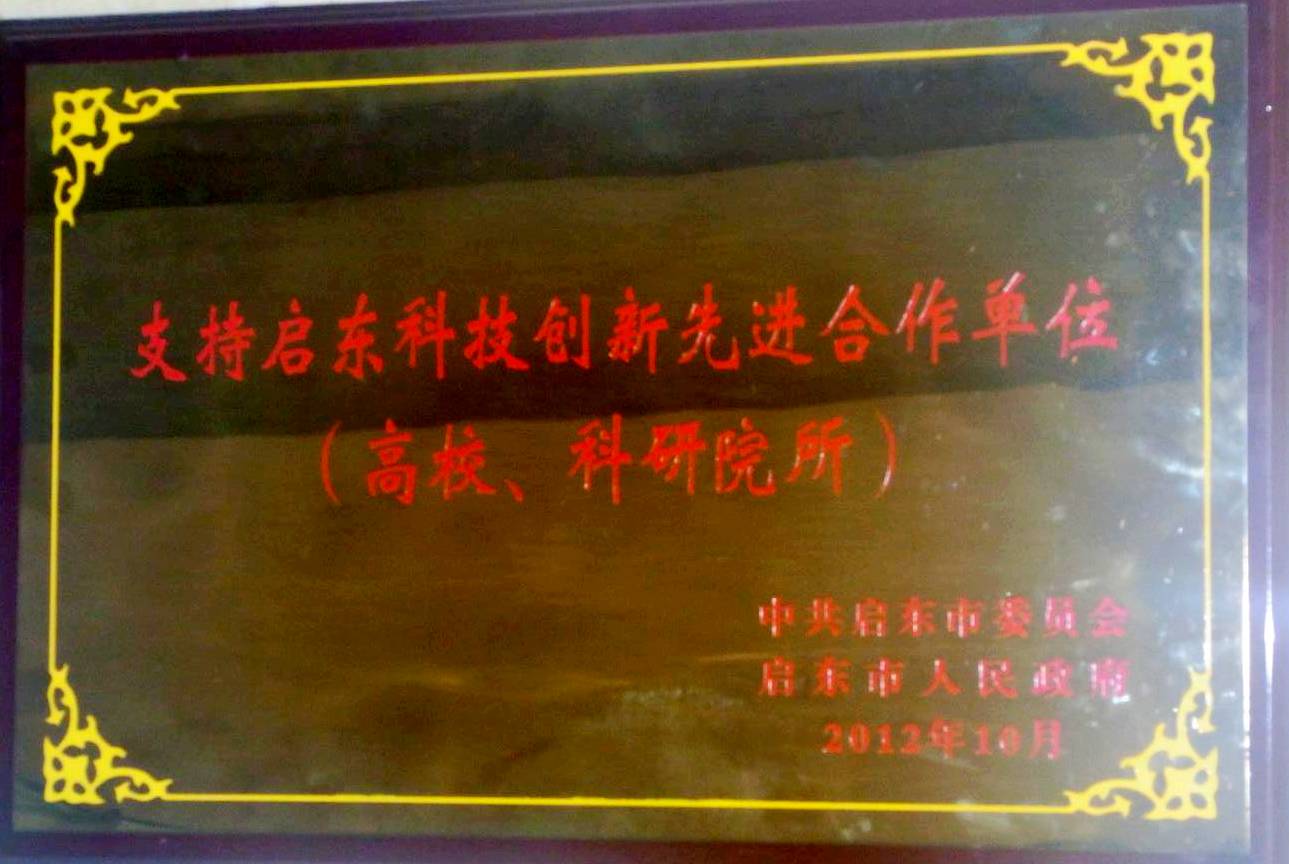 支持启东科技创新先进合作单位
（高校、科研院所）
中共启东市委员会
启东市人民政府
2012年10月